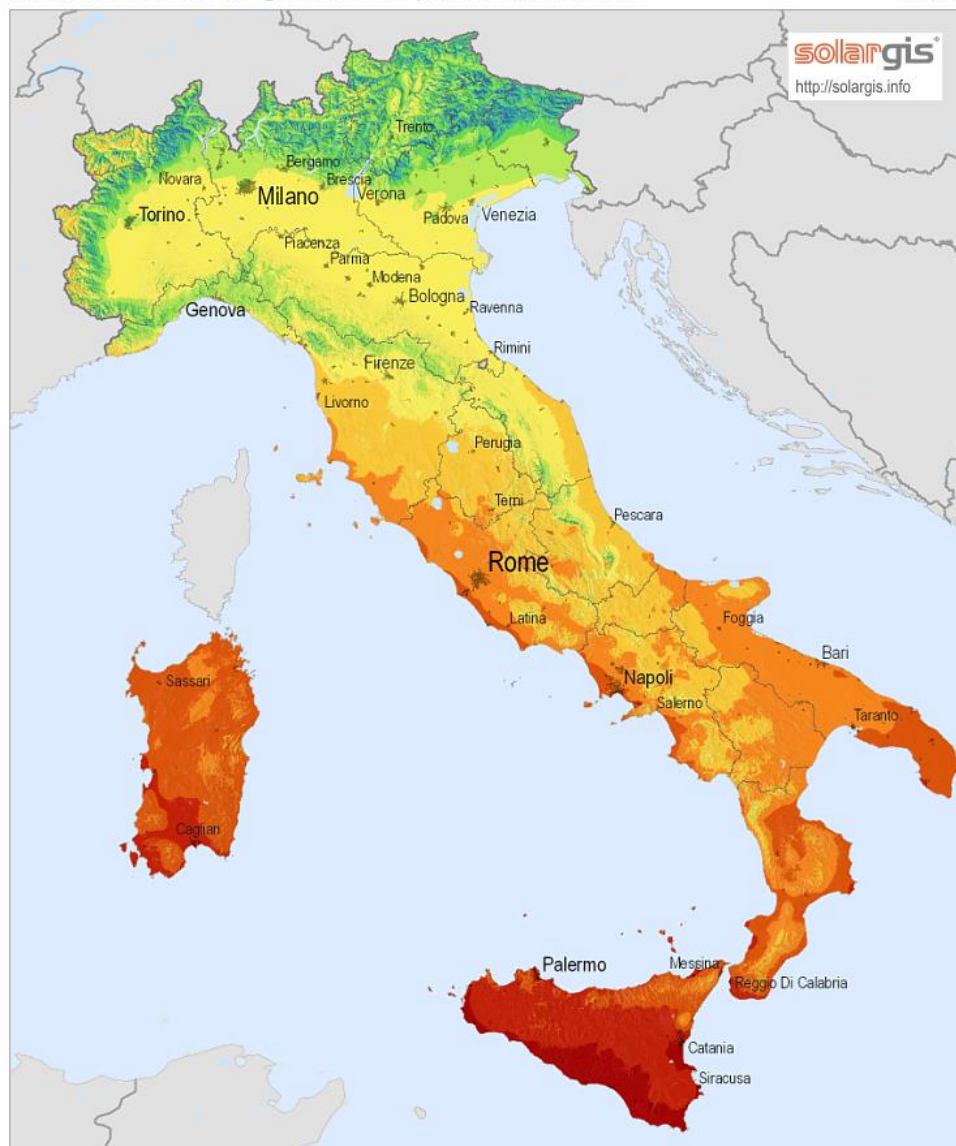 solargis
http://solargis.info
Trento
Bergamo
Novara
Milano
Brescia
Verona
Torino
Padova
Venezia
Piacenza
Parma
Modena
Bologna
Genova
Ravenna
Rimini
Firenze
Livorno
Perugia
Terni
Pescara
Rome
Latina
Foggia
Bari
Napoli
Sassari
Salerno
Taranto
Cagliari
Palermo
Messina
Reggio Di Calabria
Catania
Siracusa